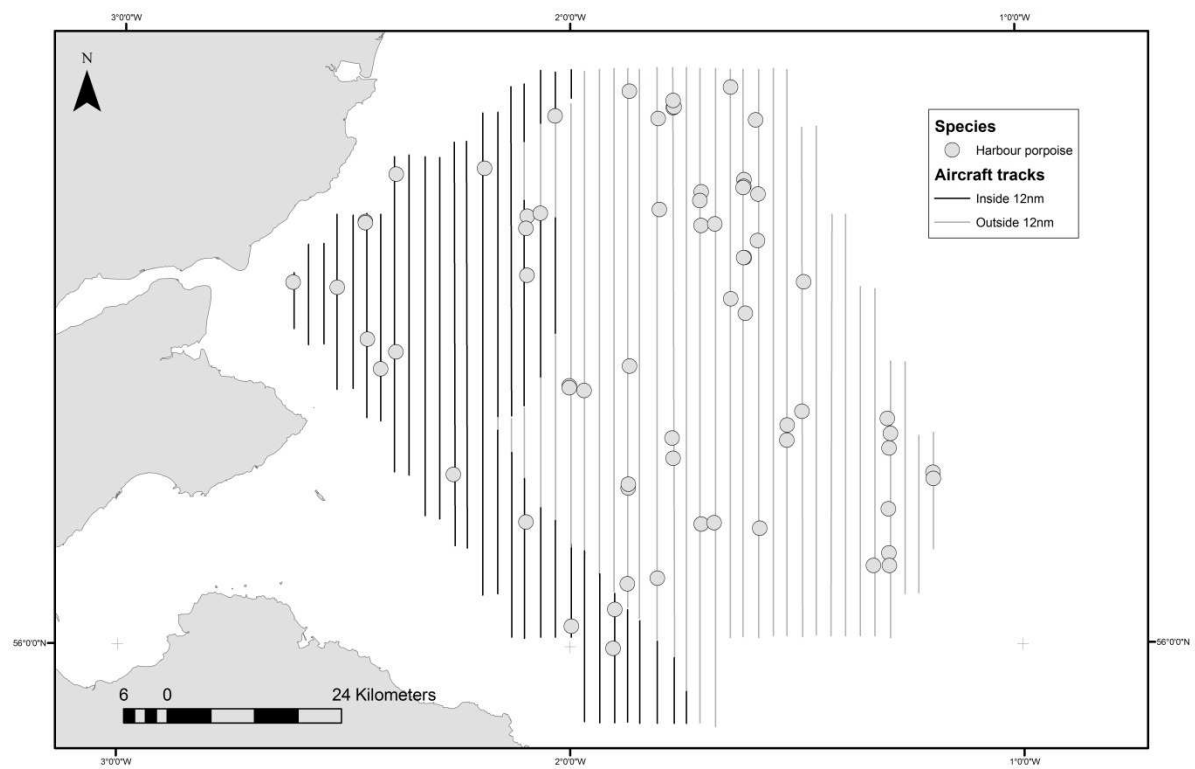 3°0'0"W 2°0'0"W 1°0'0"W
N
Species
Harbour porpoise
Aircraft tracks
Inside 12nm
Outside 12nm
56°0'0"N 56°0'0"N
6 0 24 Kilometers
3°0'0"W 2°0'0"W 1°0'0"W